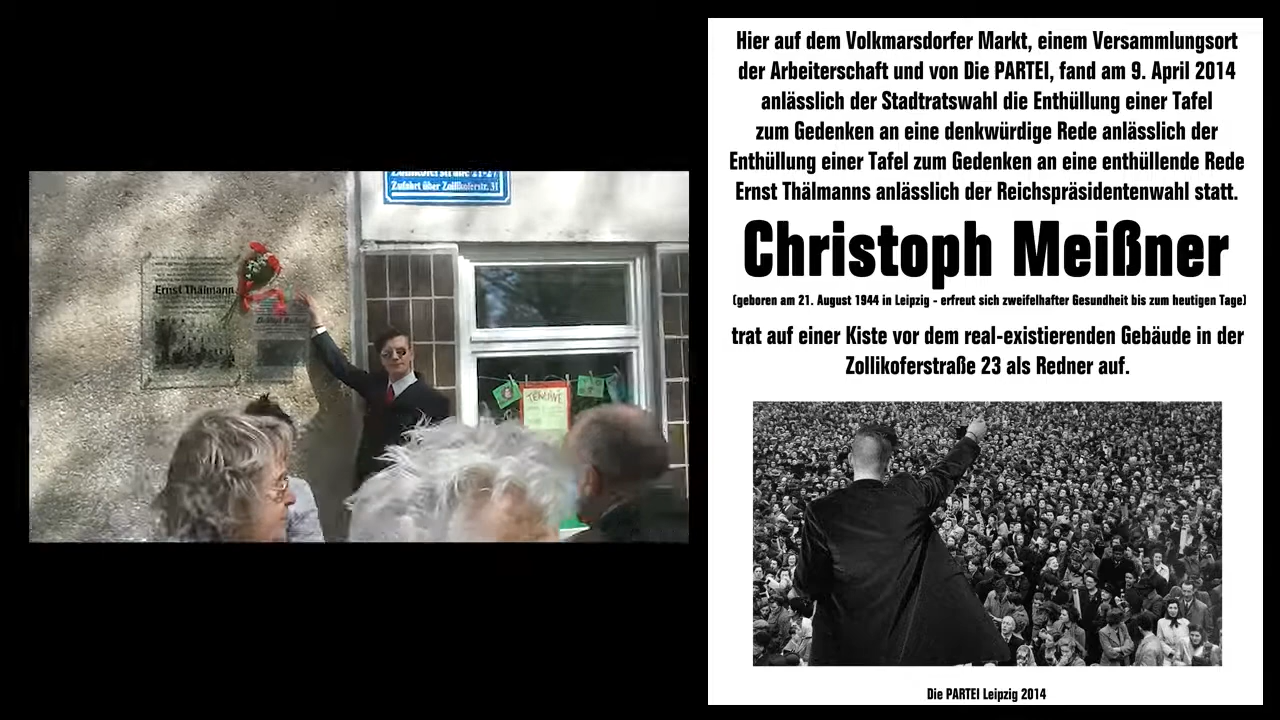 Zollikoferstraße 21-27
Zufahrt über Zollikoferstr. 31
Ernst Thälmann
TERMINE
Hier auf dem Volkmarsdorfer Markt, einem Versammlungsort
der Arbeiterschaft und von Die PARTEI, fand am 9. April 2014
anlässlich der Stadtratswahl die Enthüllung einer Tafel
zum Gedenken an eine denkwürdige Rede anlässlich der
Enthüllung einer Tafel zum Gedenken an eine enthüllende Rede
Ernst Thälmanns anlässlich der Reichspräsidentenwahl statt.
Christoph Meißner
(geboren am 21. August 1944 in Leipzig - erfreut sich zweifelhafter Gesundheit bis zum heutigen Tage)
trat auf einer Kiste vor dem real-existierenden Gebäude in der
Zollikoferstraße 23 als Redner auf.
Die PARTEI Leipzig 2014